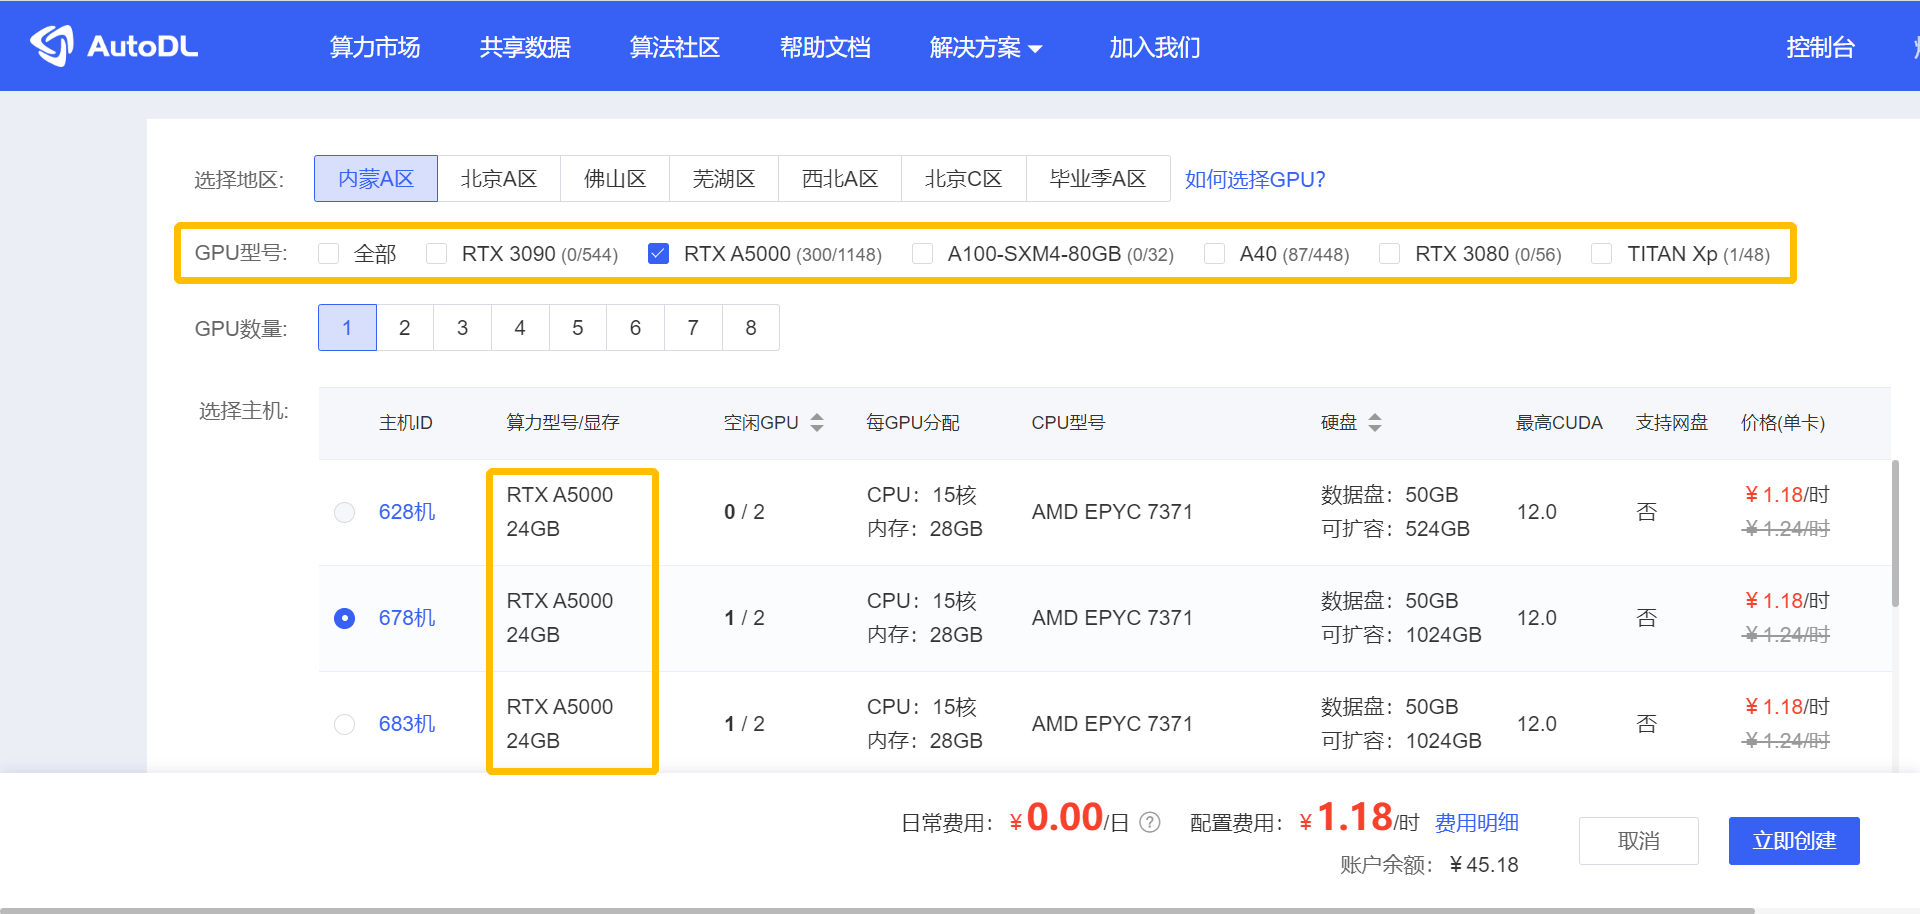 AutoDL 算力市场 共享数据 算法社区 帮助文档 解决方案 加入我们 控制台
选择地区: 内蒙A区 北京A区 佛山区 芜湖区 西北A区 北京C区 毕业季A区 如何选择GPU?
GPU型号: 全部 RTX 3090 (0/544) RTX A5000 (300/1148) A100-SXM4-80GB (0/32) A40 (87/448) RTX 3080 (0/56) TITAN Xp (1/48)
GPU数量: 1 2 3 4 5 6 7 8
选择主机: 主机ID 算力型号/显存 空闲GPU 每GPU分配 CPU型号 硬盘 最高CUDA 支持网盘 价格(单卡)
628机 RTX A5000 24GB 0 / 2 CPU：15核 内存：28GB AMD EPYC 7371 数据盘：50GB 可扩容：524GB 12.0 否 ¥1.18/时 ¥1.24/时
678机 RTX A5000 24GB 1 / 2 CPU：15核 内存：28GB AMD EPYC 7371 数据盘：50GB 可扩容：1024GB 12.0 否 ¥1.18/时 ¥1.24/时
683机 RTX A5000 24GB 1 / 2 CPU：15核 内存：28GB AMD EPYC 7371 数据盘：50GB 可扩容：1024GB 12.0 否 ¥1.18/时 ¥1.24/时
日常费用：¥0.00/日 ? 配置费用：¥1.18/时 费用明细
账户余额：¥45.18
取消 立即创建